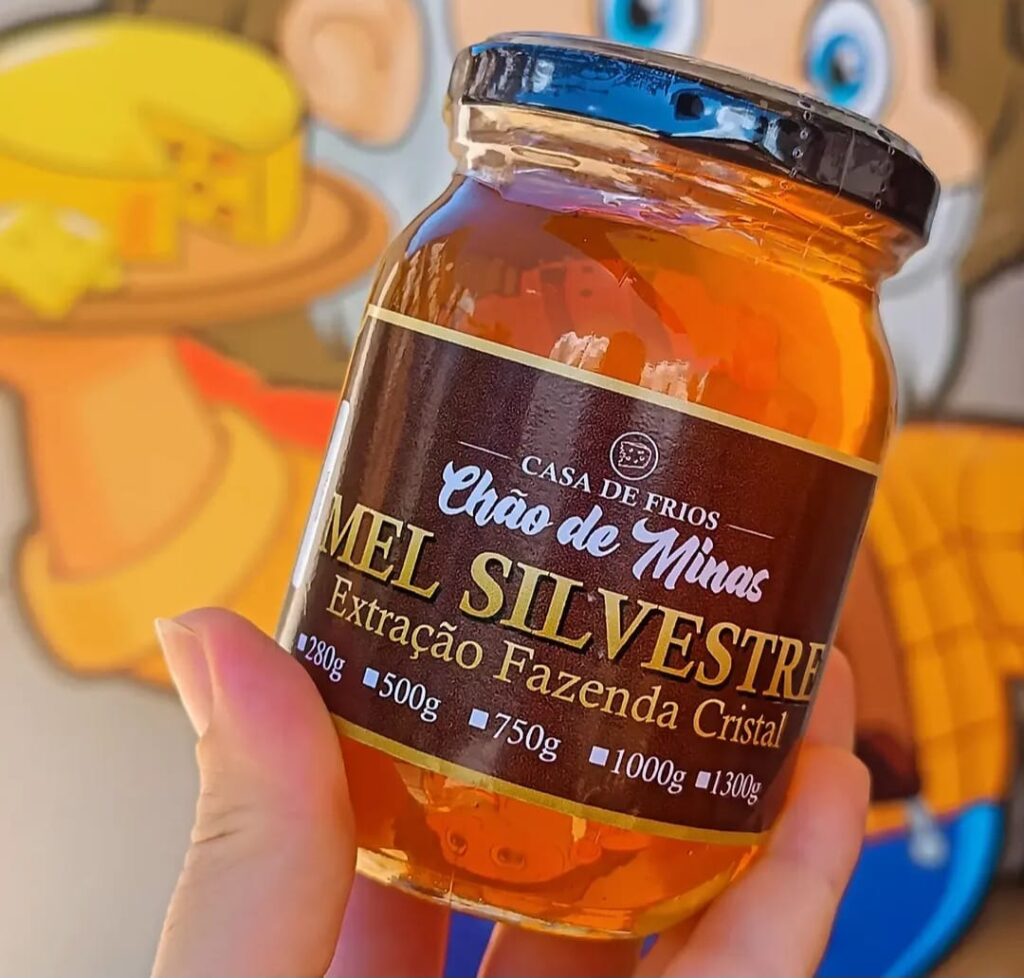 CASA DE FRIOS
Chão de Minas
MEL SILVESTRE
Extração Fazenda Cristal
280g 500g 750g 1000g 1300g